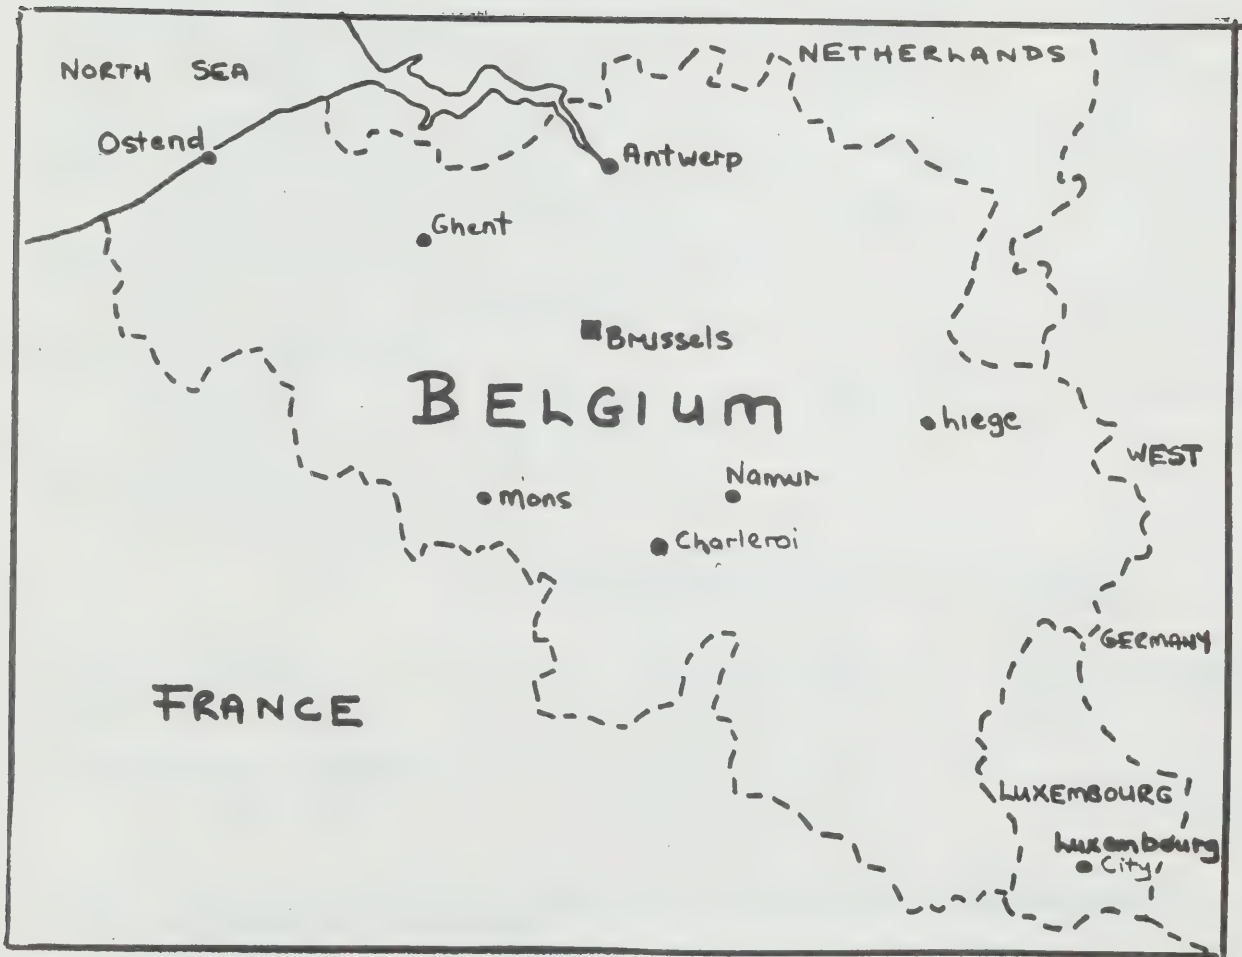 NORTH SEA
NETHERLANDS
Ostend
Antwerp
Ghent
Brussels
BELGIUM
Liege
WEST
Namur
Mons
Charleroi
GERMANY
FRANCE
LUXEMBOURG
Luxembourg
City